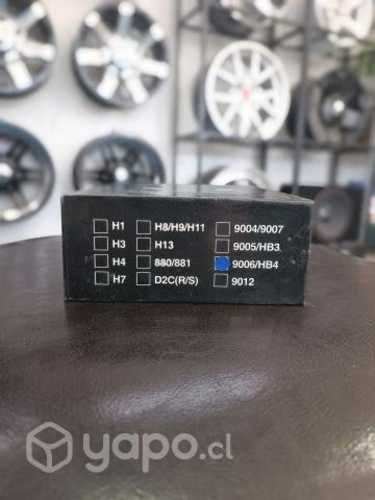 H1 H8/H9/H11 9004/9007
H3 H13 9005/HB3
H4 880/881 9006/HB4
H7 D2C(R/S) 9012
yapo.cl